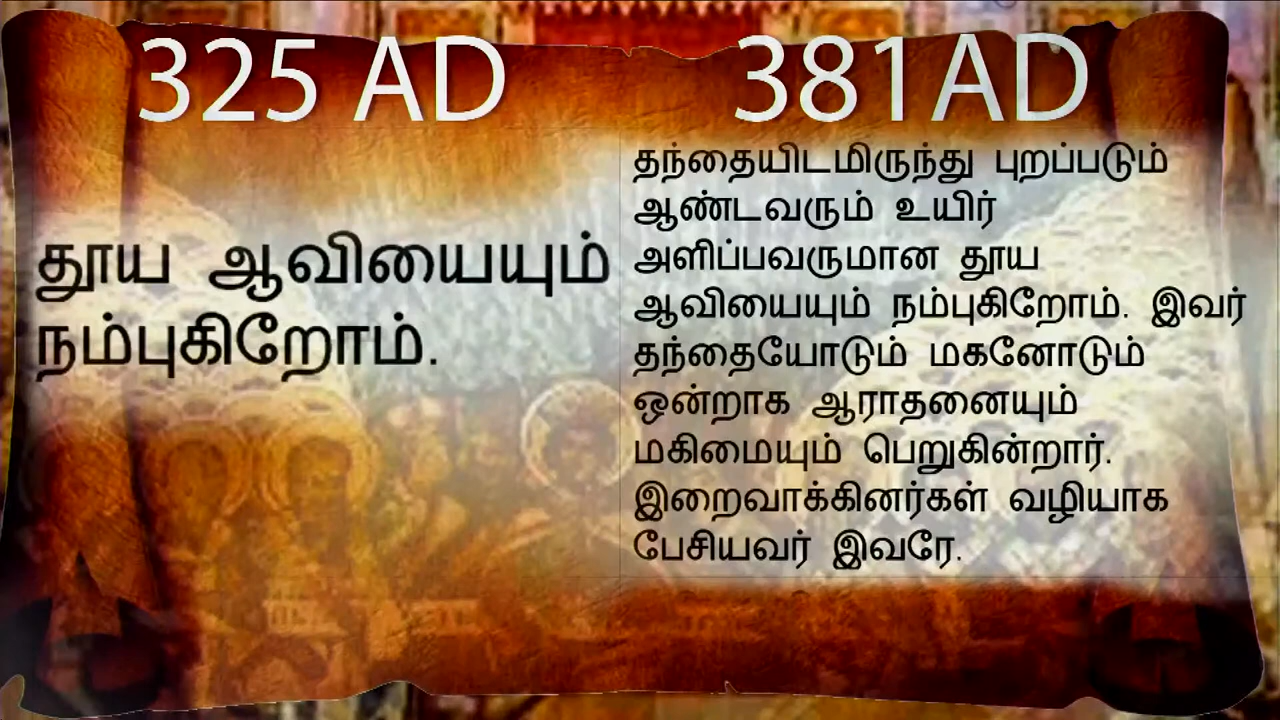 325 AD
தூய ஆவியையும்
நம்புகிறோம்.
381AD
தந்தையிடமிருந்து புறப்படும்
ஆண்டவரும் உயிர்
அளிப்பவருமான தூய
ஆவியையும் நம்புகிறோம். இவர்
தந்தையோடும் மகனோடும்
ஒன்றாக ஆராதனையும்
மகிமையும் பெறுகின்றார்.
இறைவாக்கினர்கள் வழியாக
பேசியவர் இவரே.